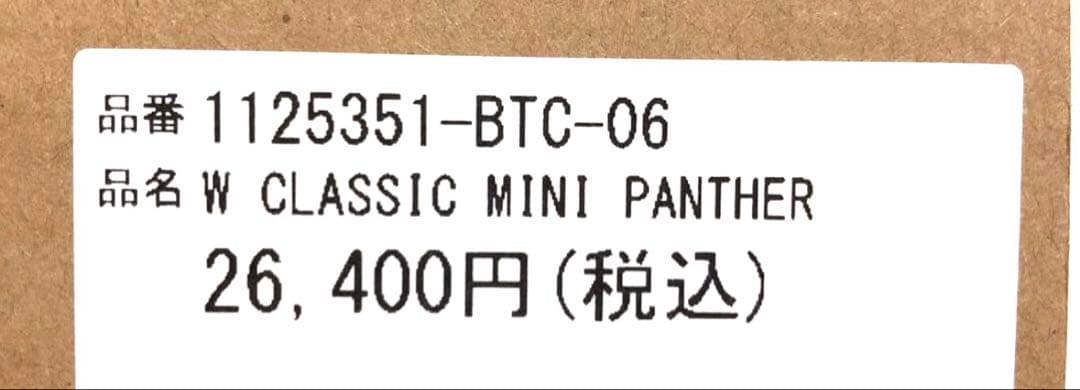 品番 1125351-BTC-06
品名 W CLASSIC MINI PANTHER
26,400円(税込)